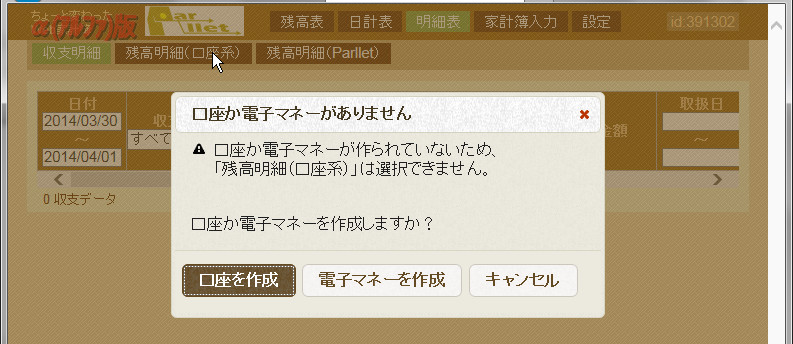 ちょっと変わった
α(アルファ)版
Parllet
残高表 日計表 明細表 家計簿入力 設定 id:391302
収支明細 残高明細(口座系) 残高明細(Parllet)
日付 取扱日
2014/03/30
～ すべて 金額 ～
2014/04/01
0 収支データ
口座か電子マネーがありません
口座か電子マネーが作られていないため、
「残高明細(口座系)」は選択できません。
口座か電子マネーを作成しますか？
口座を作成 電子マネーを作成 キャンセル